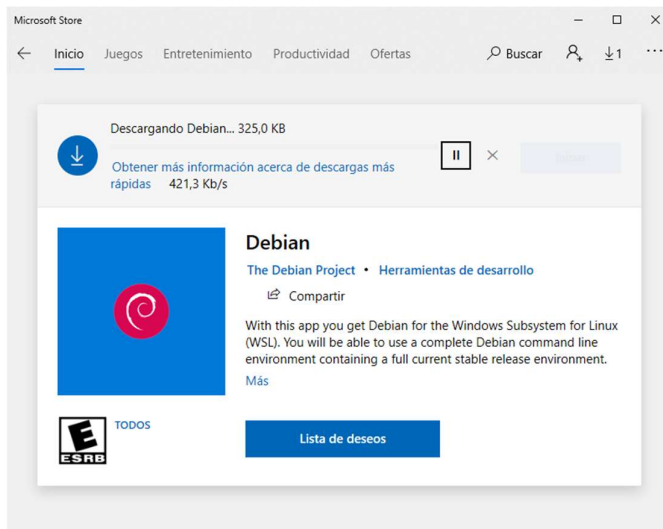 Microsoft Store
Inicio Juegos Entretenimiento Productividad Ofertas Buscar 1
Descargando Debian... 325,0 KB
Obtener más información acerca de descargas más
rápidas 421,3 Kb/s
Debian
The Debian Project • Herramientas de desarrollo
Compartir
With this app you get Debian for the Windows Subsystem for Linux
(WSL). You will be able to use a complete Debian command line
environment containing a full current stable release environment.
Más
E
ESRB
TODOS
Lista de deseos